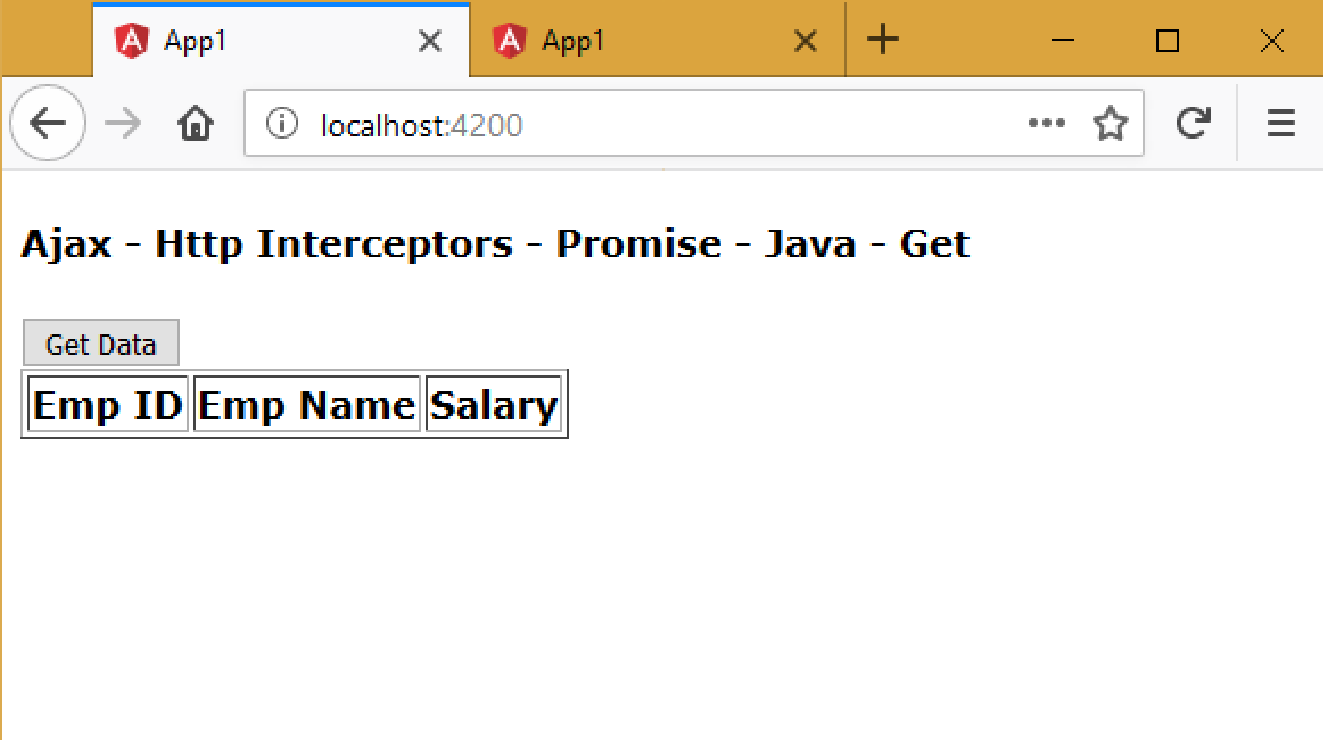 App1 App1
localhost:4200
Ajax - Http Interceptors - Promise - Java - Get
Get Data
Emp ID Emp Name Salary